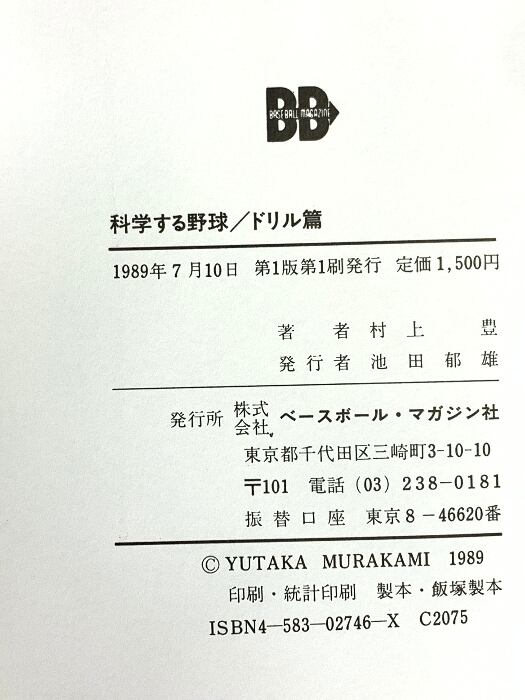 BB
BASEBALL MAGAZINE
科学する野球/ドリル篇
1989年7月10日 第1版第1刷発行 定価1,500円
著者 村上 豊
発行者 池田郁雄
発行所 株式会社 ベースボール・マガジン社
東京都千代田区三崎町3-10-10
〒101 電話(03)238-0181
振替口座 東京8-46620番
© YUTAKA MURAKAMI 1989
印刷・統計印刷 製本・飯塚製本
ISBN4-583-02746-X C2075